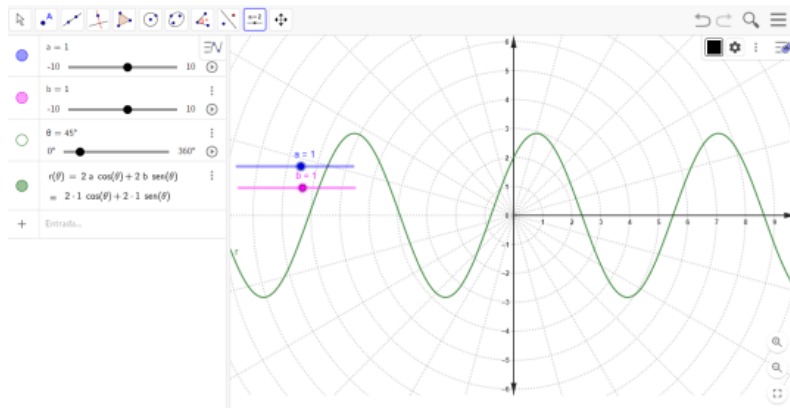 A
a=2
a = 1
-10 10
b = 1
-10 10
θ = 45°
0° 360°
r(θ) = 2 a cos(θ) + 2 b sen(θ)
= 2·1 cos(θ) + 2·1 sen(θ)
+ Entrada...
a = 1
b = 1
r
6
5
4
3
2
1
0
-1
-2
-3
-4
-5
-6
1 2 3 4 5 6 7 8 9